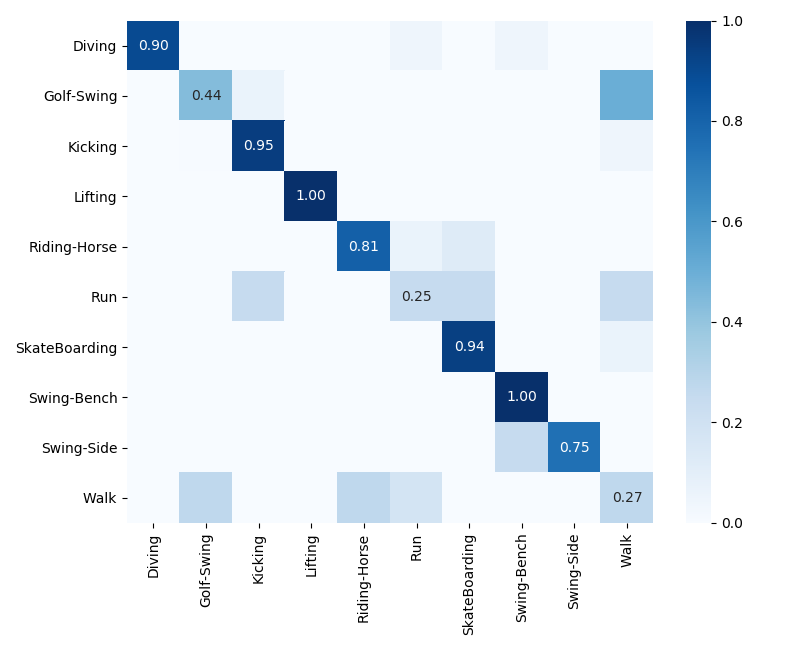 Diving
0.90
Golf-Swing
0.44
Kicking
0.95
Lifting
1.00
Riding-Horse
0.81
Run
0.25
SkateBoarding
0.94
Swing-Bench
1.00
Swing-Side
0.75
Walk
0.27
Diving
Golf-Swing
Kicking
Lifting
Riding-Horse
Run
SkateBoarding
Swing-Bench
Swing-Side
Walk
1.0
0.8
0.6
0.4
0.2
0.0